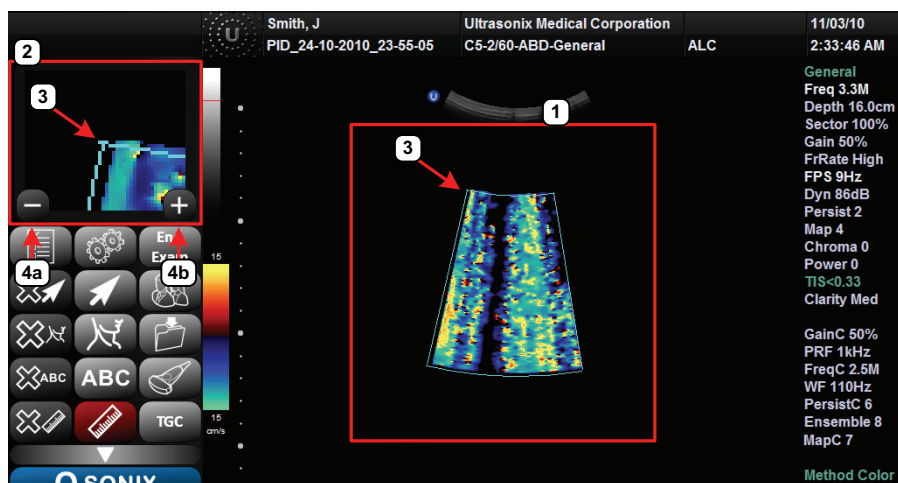 Smith, J
Ultrasonix Medical Corporation
11/03/10
PID_24-10-2010_23-55-05
C5-2/60-ABD-General
ALC
2:33:46 AM
2
3
U
U
1
3
4a
4b
15
15
cm/s
ABC
ABC
TGC
SONIX
General
Freq 3.3M
Depth 16.0cm
Sector 100%
Gain 50%
FrRate High
FPS 9Hz
Dyn 86dB
Persist 2
Map 4
Chroma 0
Power 0
TIS<0.33
Clarity Med
GainC 50%
PRF 1kHz
FreqC 2.5M
WF 110Hz
PersistC 6
Ensemble 8
MapC 7
Method Color